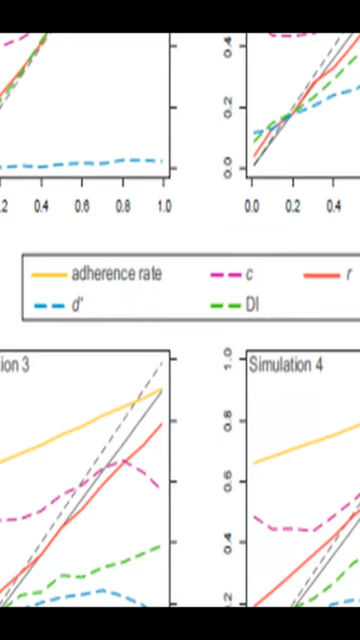 0.4
0.2
0.0
.2 0.4 0.6 0.8 1.0
0.0 0.2 0.4
adherence rate c r
d' DI
ion 3
Simulation 4
1.0
0.8
0.6
0.4
.2